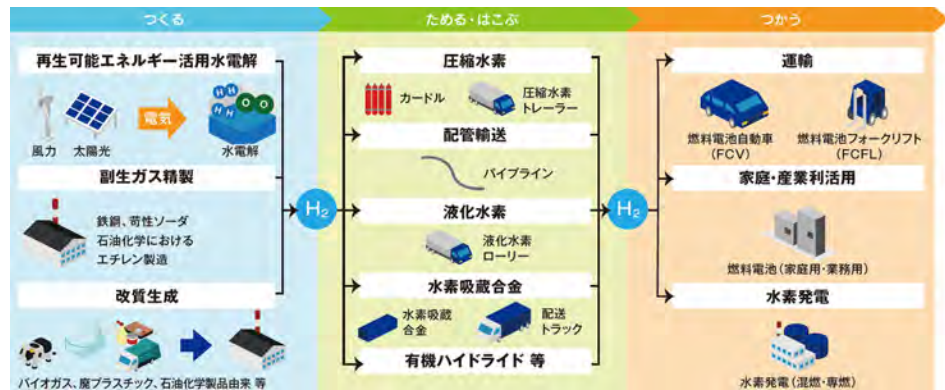 つくる
ためる・はこぶ
つかう
再生可能エネルギー活用水電解
電気
H H
H H
O O
風力
太陽光
水電解
副生ガス精製
鉄鋼、苛性ソーダ
石油化学における
エチレン製造
改質生成
バイオガス、廃プラスチック、石油化学製品由来 等
H₂
圧縮水素
カードル
圧縮水素
トレーラー
配管輸送
パイプライン
液化水素
液化水素
ローリー
水素吸蔵合金
水素吸蔵
合金
配送
トラック
有機ハイドライド 等
H₂
運輸
燃料電池自動車
(FCV)
燃料電池フォークリフト
(FCFL)
家庭・産業利活用
燃料電池(家庭用・業務用)
水素発電
水素発電(混燃・専燃)